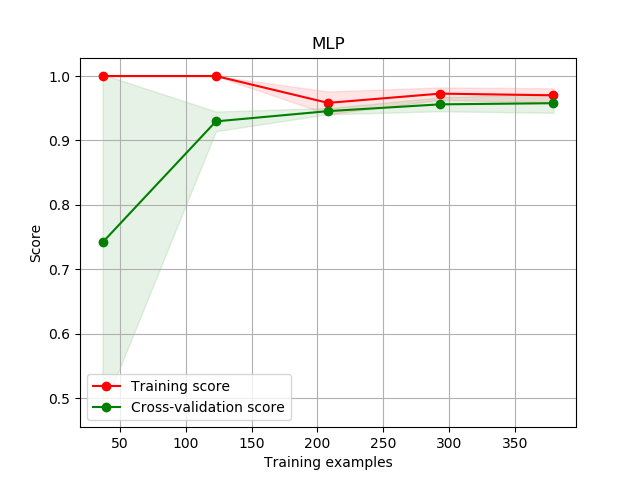 MLP
1.0
0.9
0.8
0.7
0.6
0.5
Score
Training score
Cross-validation score
50 100 150 200 250 300 350
Training examples